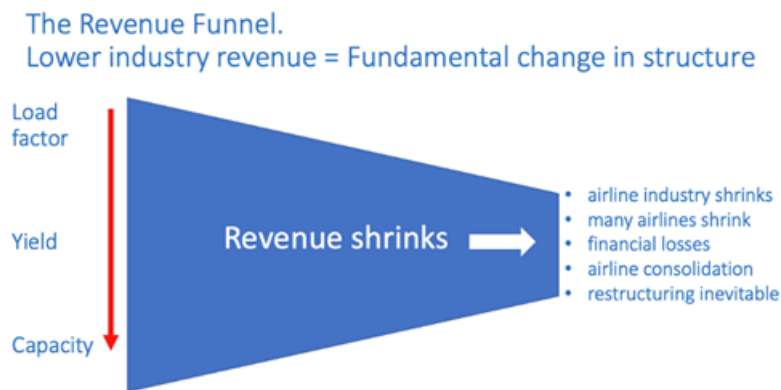 The Revenue Funnel.
Lower industry revenue = Fundamental change in structure
Load
factor
Yield
Capacity
Revenue shrinks
• airline industry shrinks
• many airlines shrink
• financial losses
• airline consolidation
• restructuring inevitable